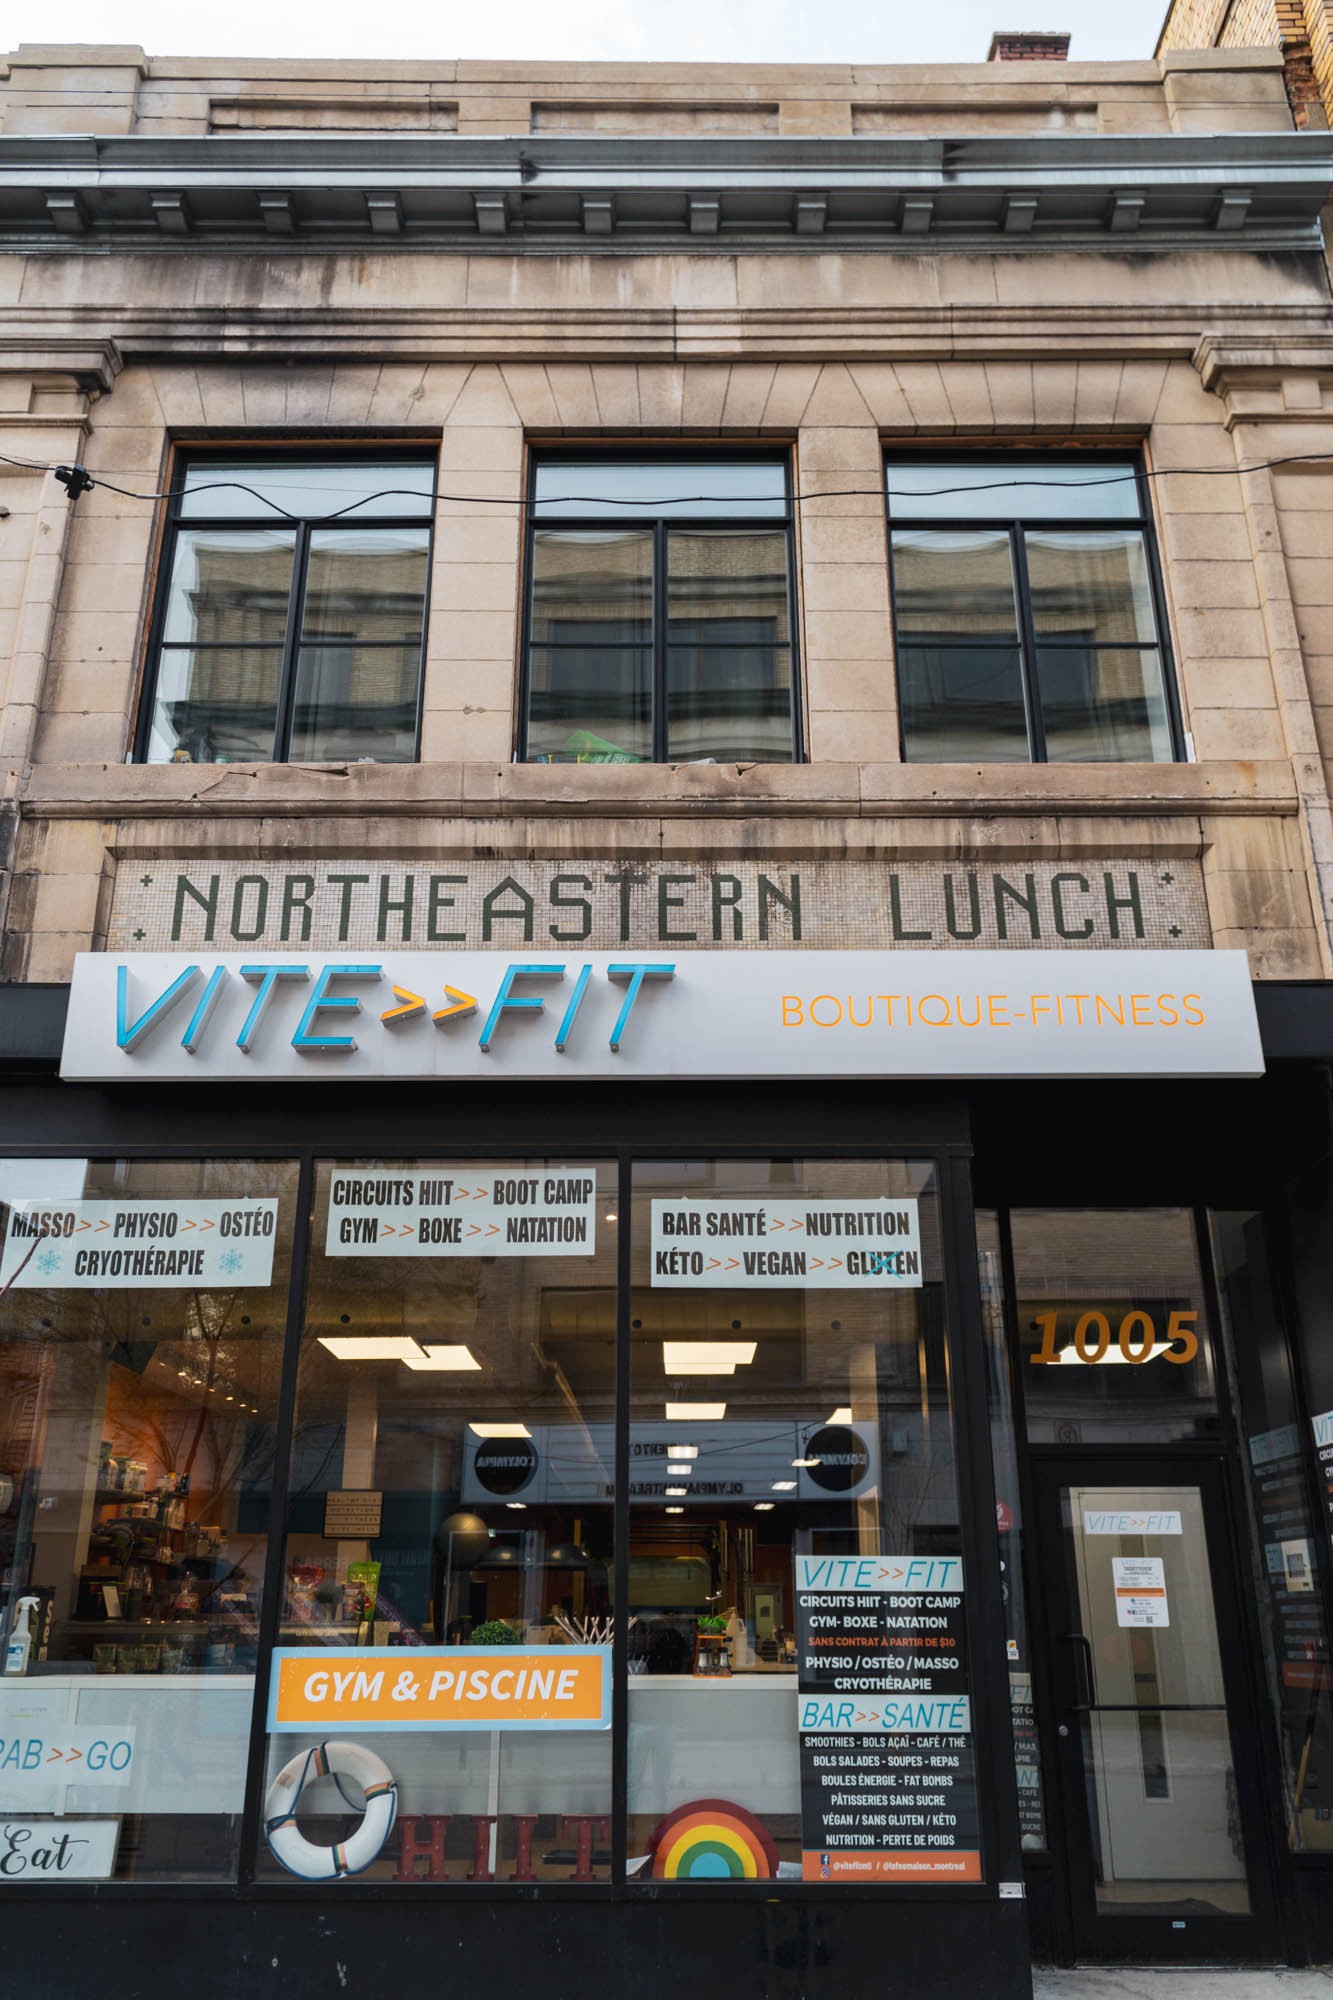 NORTHEASTERN LUNCH
VITE>>FIT BOUTIQUE-FITNESS
MASSO>>PHYSIO>>OSTÉO
CRYOTHÉRAPIE
CIRCUITS HIIT>>BOOT CAMP
GYM>>BOXE>>NATATION
BAR SANTÉ>>NUTRITION
KÉTO>>VEGAN>>GLUTEN
1005
L'OLYMPIA
L'OLYMPIA
VITE>>FIT
VITE>>FIT
CIRCUITS HIIT - BOOT CAMP
GYM- BOXE - NATATION
SANS CONTRAT À PARTIR DE $10
PHYSIO / OSTÉO / MASSO
CRYOTHÉRAPIE
BAR>>SANTÉ
SMOOTHIES - BOLS AÇAÏ - CAFÉ / THÉ
BOLS SALADES - SOUPES - REPAS
BOULES ÉNERGIE - FAT BOMBS
PÂTISSERIES SANS SUCRE
VÉGAN / SANS GLUTEN / KÉTO
NUTRITION - PERTE DE POIDS
@vitefitmtl / @lafeemaison_montreal
GYM & PISCINE
>>GO
Eat
HIIT